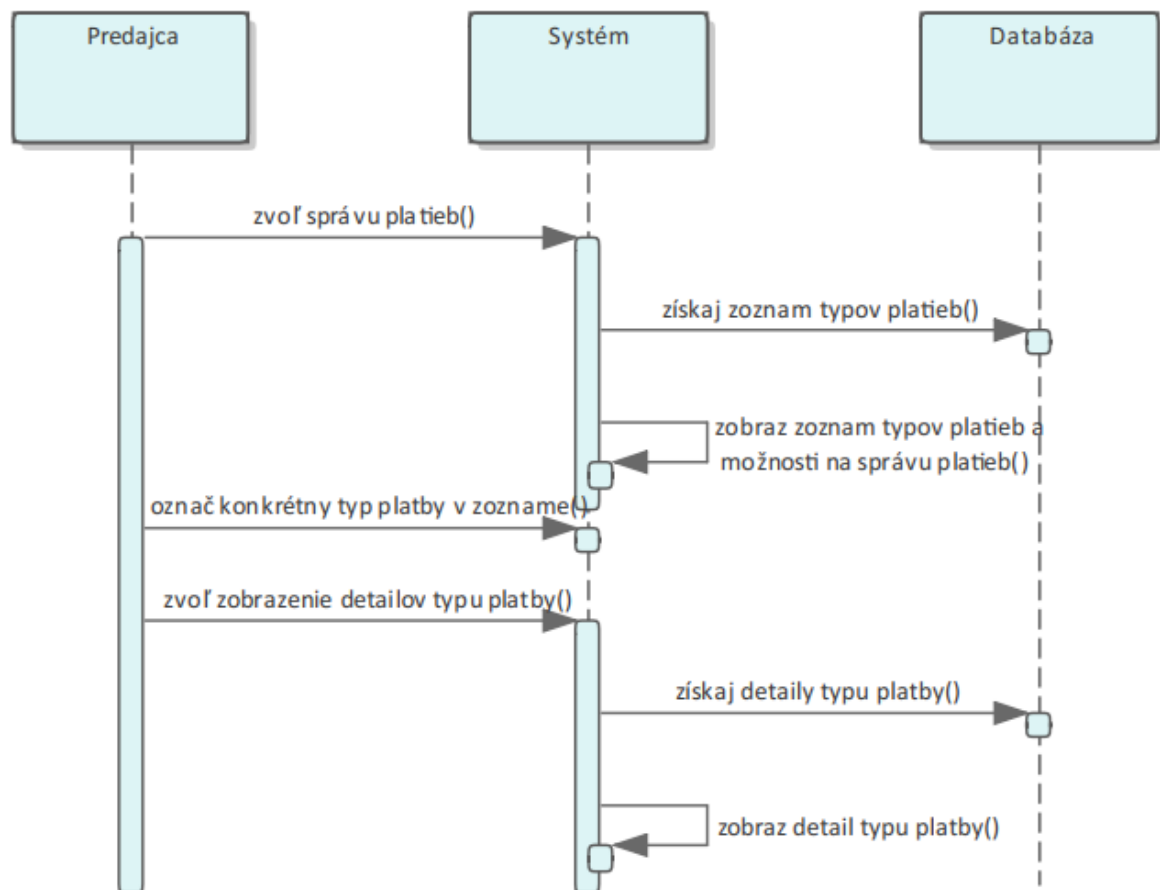 Predajca
Systém
Databáza
zvoľ správu platieb()
získaj zoznam typov platieb()
zobraz zoznam typov platieb a
možnosti na správu platieb()
označ konkrétny typ platby v zozname()
zvoľ zobrazenie detailov typu platby()
získaj detaily typu platby()
zobraz detail typu platby()